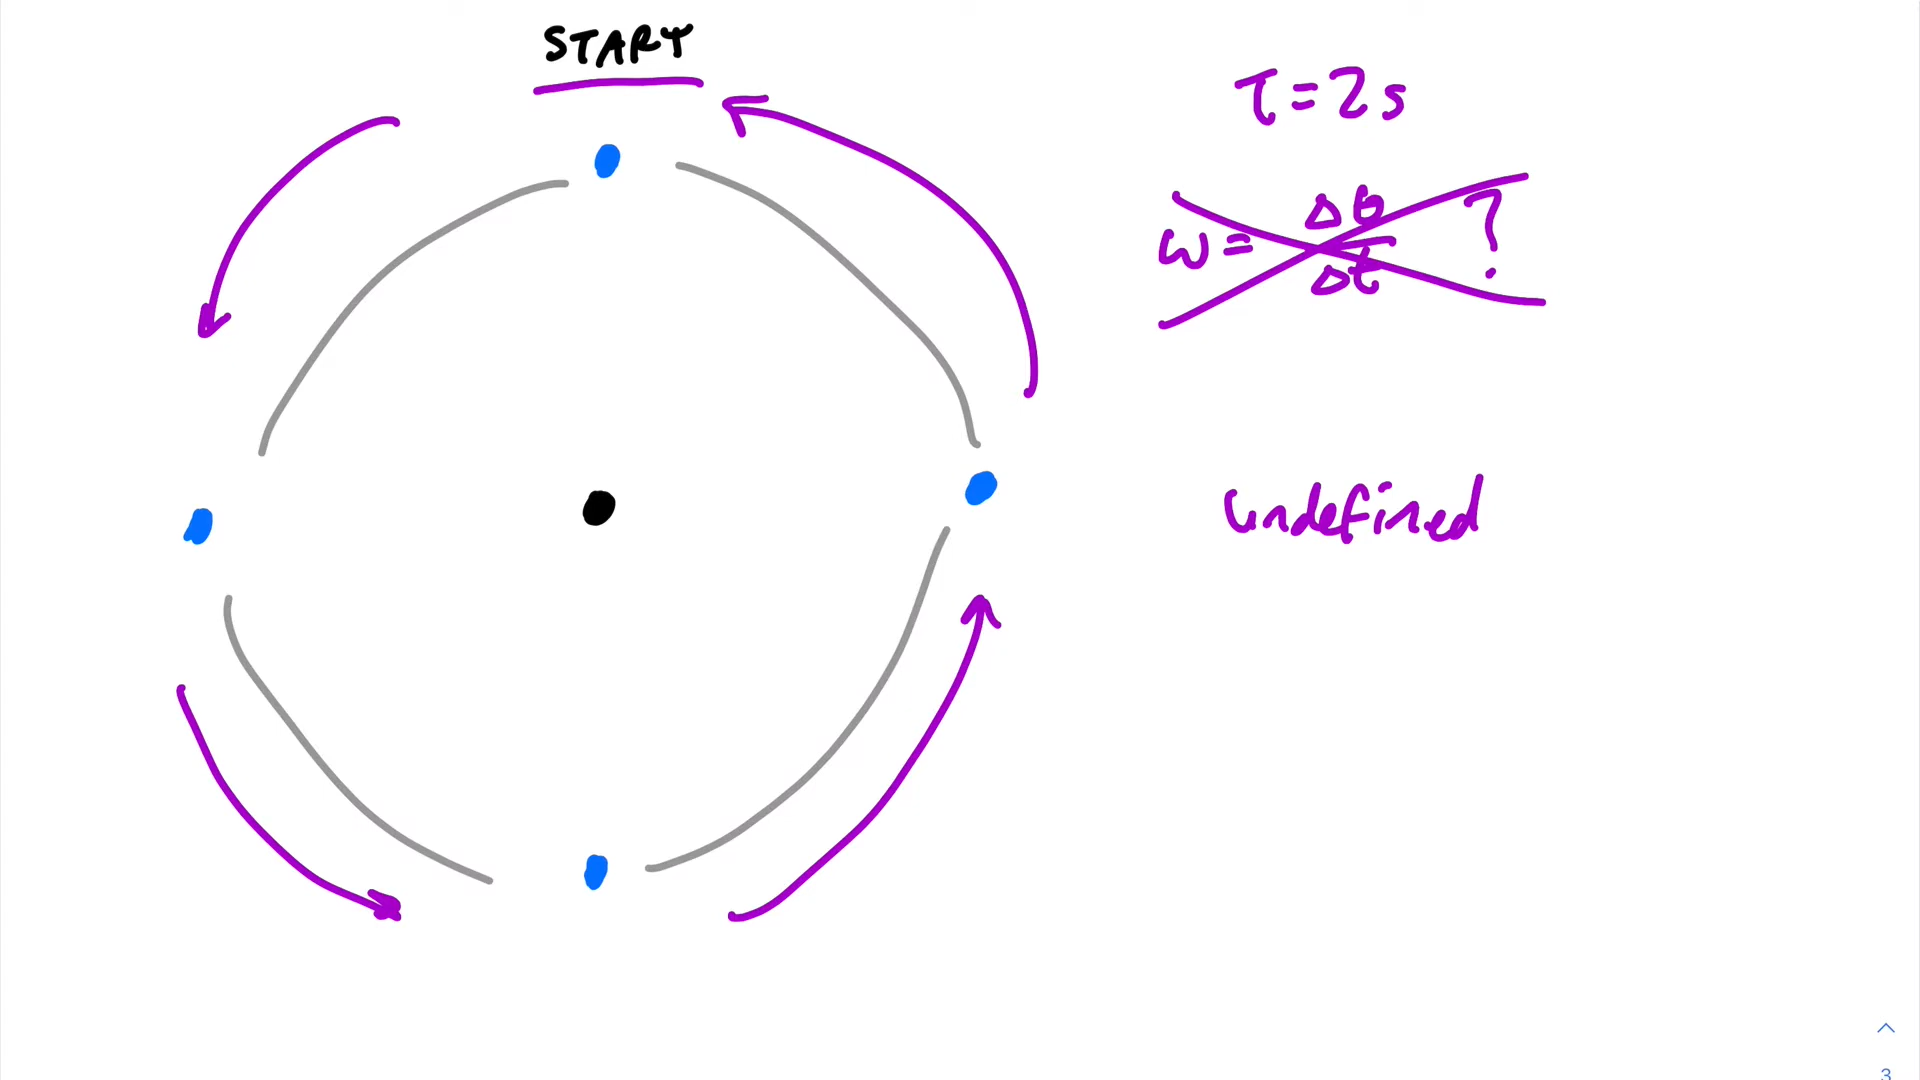 START
T=2s
ω= Δθ/Δt ?
undefined
3